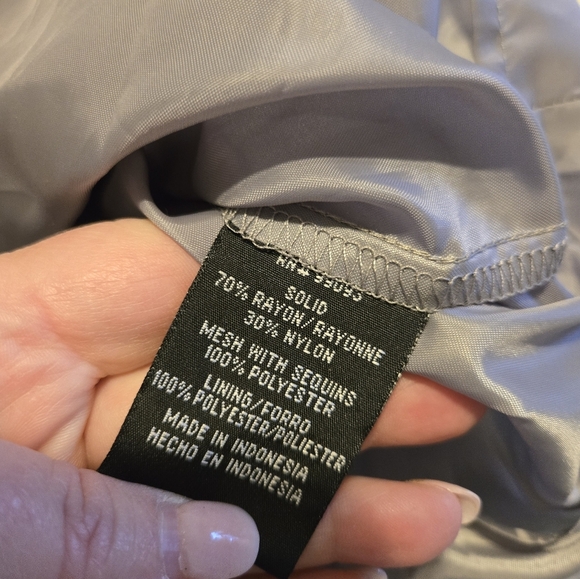 SOLID
70% RAYON/RAYONNE
30% NYLON
MESH WITH SEQUINS
100% POLYESTER
LINING/FORRO
100% POLYESTER/POLIESTER
MADE IN INDONESIA
HECHO EN INDONESIA